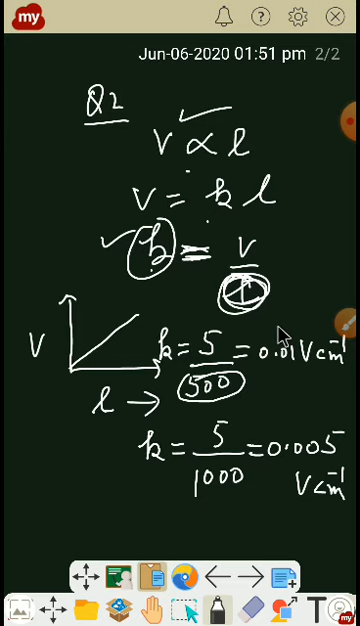 my
Jun-06-2020 01:51 pm 2/2
Q2
V ∝ l
V = k l
k = V
l
V
l →
k = 5/500 = 0.01 V cm⁻¹
k = 5/1000 = 0.005
V cm⁻¹
T
my